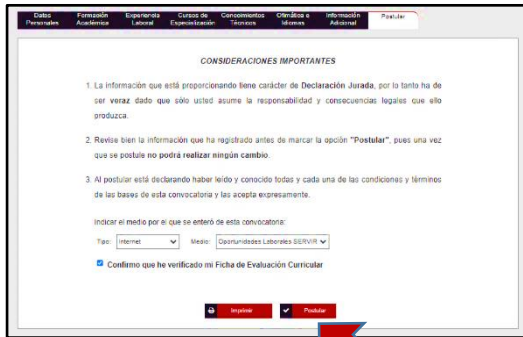 Datos Personales
Formación Académica
Experiencia Laboral
Cursos de Especialización
Conocimientos Técnicos
Ofimática e Idiomas
Información Adicional
Postular
CONSIDERACIONES IMPORTANTES
1. La información que está proporcionando tiene carácter de Declaración Jurada, por lo tanto ha de
ser veraz dado que sólo usted asume la responsabilidad y consecuencias legales que ello
produzca.
2. Revise bien la información que ha registrado antes de marcar la opción "Postular", pues una vez
que se postule no podrá realizar ningún cambio.
3. Al postular está declarando haber leído y conocido todas y cada una de las condiciones y términos
de las bases de esta convocatoria y las acepta expresamente.
Indicar el medio por el que se enteró de esta convocatoria:
Tipo: Internet Medio: Oportunidades Laborales SERVIR
Confirmo que he verificado mi Ficha de Evaluación Curricular
Imprimir Postular